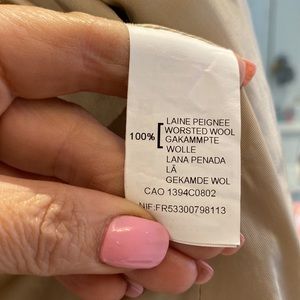 LAINE PEIGNEE
100% WORSTED WOOL
GAKAMMPTE
WOLLE
LANA PENADA
LÃ
GEKAMDE WOL
CAO 1394C0802
NIF:FR53300798113